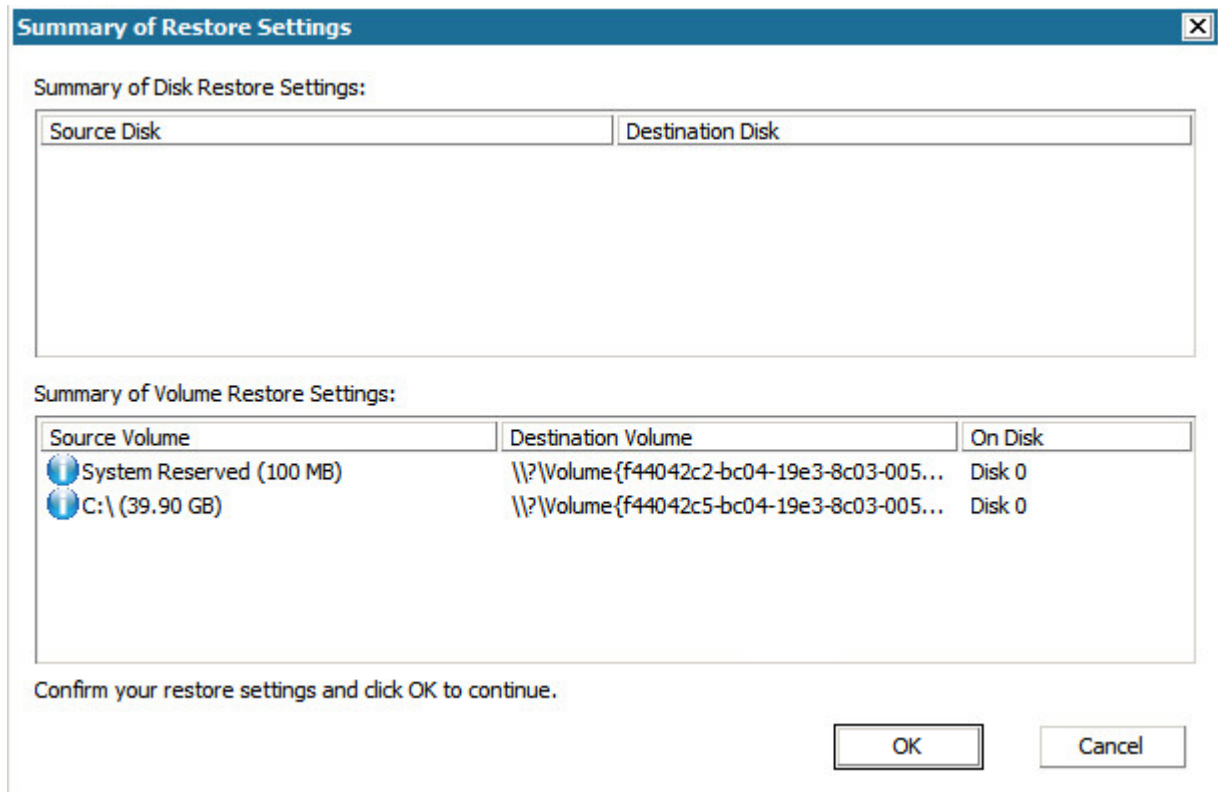 Summary of Restore Settings
Summary of Disk Restore Settings:
Source Disk Destination Disk
Summary of Volume Restore Settings:
Source Volume Destination Volume On Disk
System Reserved (100 MB) \\?\Volume{f44042c2-bc04-19e3-8c03-005... Disk 0
C:\ (39.90 GB) \\?\Volume{f44042c5-bc04-19e3-8c03-005... Disk 0
Confirm your restore settings and click OK to continue.
OK Cancel